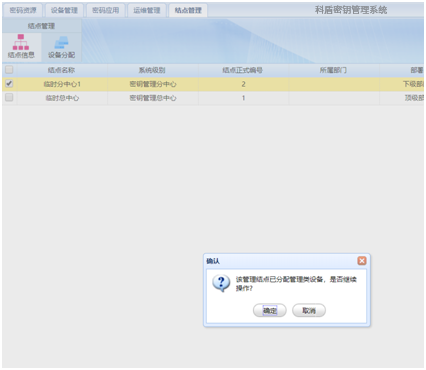 密码资源 设备管理 密码应用 运维管理 结点管理 科盾密钥管理系统
结点管理
结点信息 设备分配
结点名称 系统级别 结点正式编号 所属部门 部署
临时分中心1 密钥管理分中心 2 下级部
临时总中心 密钥管理总中心 1 顶级部
确认
该管理结点已分配管理类设备，是否继续
操作?
确定 取消